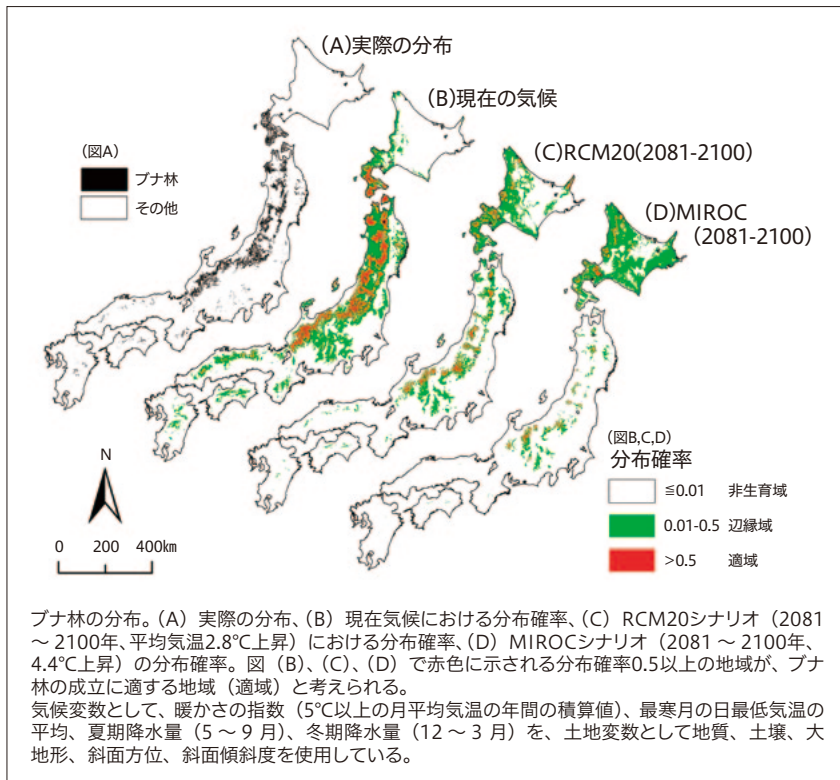 (A)実際の分布
(B)現在の気候
(図A)
ブナ林
その他
(C)RCM20(2081-2100)
(D)MIROC
(2081-2100)
N
0 200 400㎞
(図B,C,D)
分布確率
≦0.01 非生育域
0.01-0.5 辺縁域
>0.5 適域
ブナ林の分布。(A) 実際の分布、(B) 現在気候における分布確率、(C) RCM20シナリオ (2081
～ 2100年、平均気温2.8℃上昇) における分布確率、(D) MIROCシナリオ (2081 ～ 2100年、
4.4℃上昇) の分布確率。図 (B)、(C)、(D) で赤色に示される分布確率0.5以上の地域が、ブナ
林の成立に適する地域 (適域) と考えられる。
気候変数として、暖かさの指数 (5℃以上の月平均気温の年間の積算値)、最寒月の日最低気温の
平均、夏期降水量 (5 ～ 9 月)、冬期降水量 (12 ～ 3 月) を、土地変数として地質、土壌、大
地形、斜面方位、斜面傾斜度を使用している。